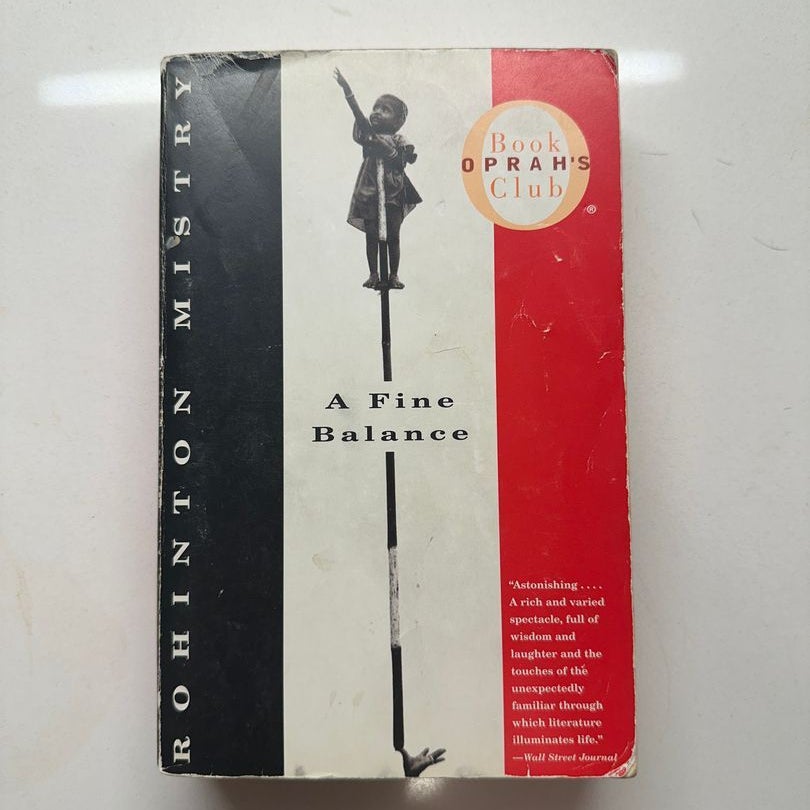 ROHINTON MISTRY
Book
OPRAH'S
Club
®
A Fine
Balance
“Astonishing . . . .
A rich and varied
spectacle, full of
wisdom and
laughter and the
touches of the
unexpectedly
familiar through
which literature
illuminates life.”
—Wall Street Journal